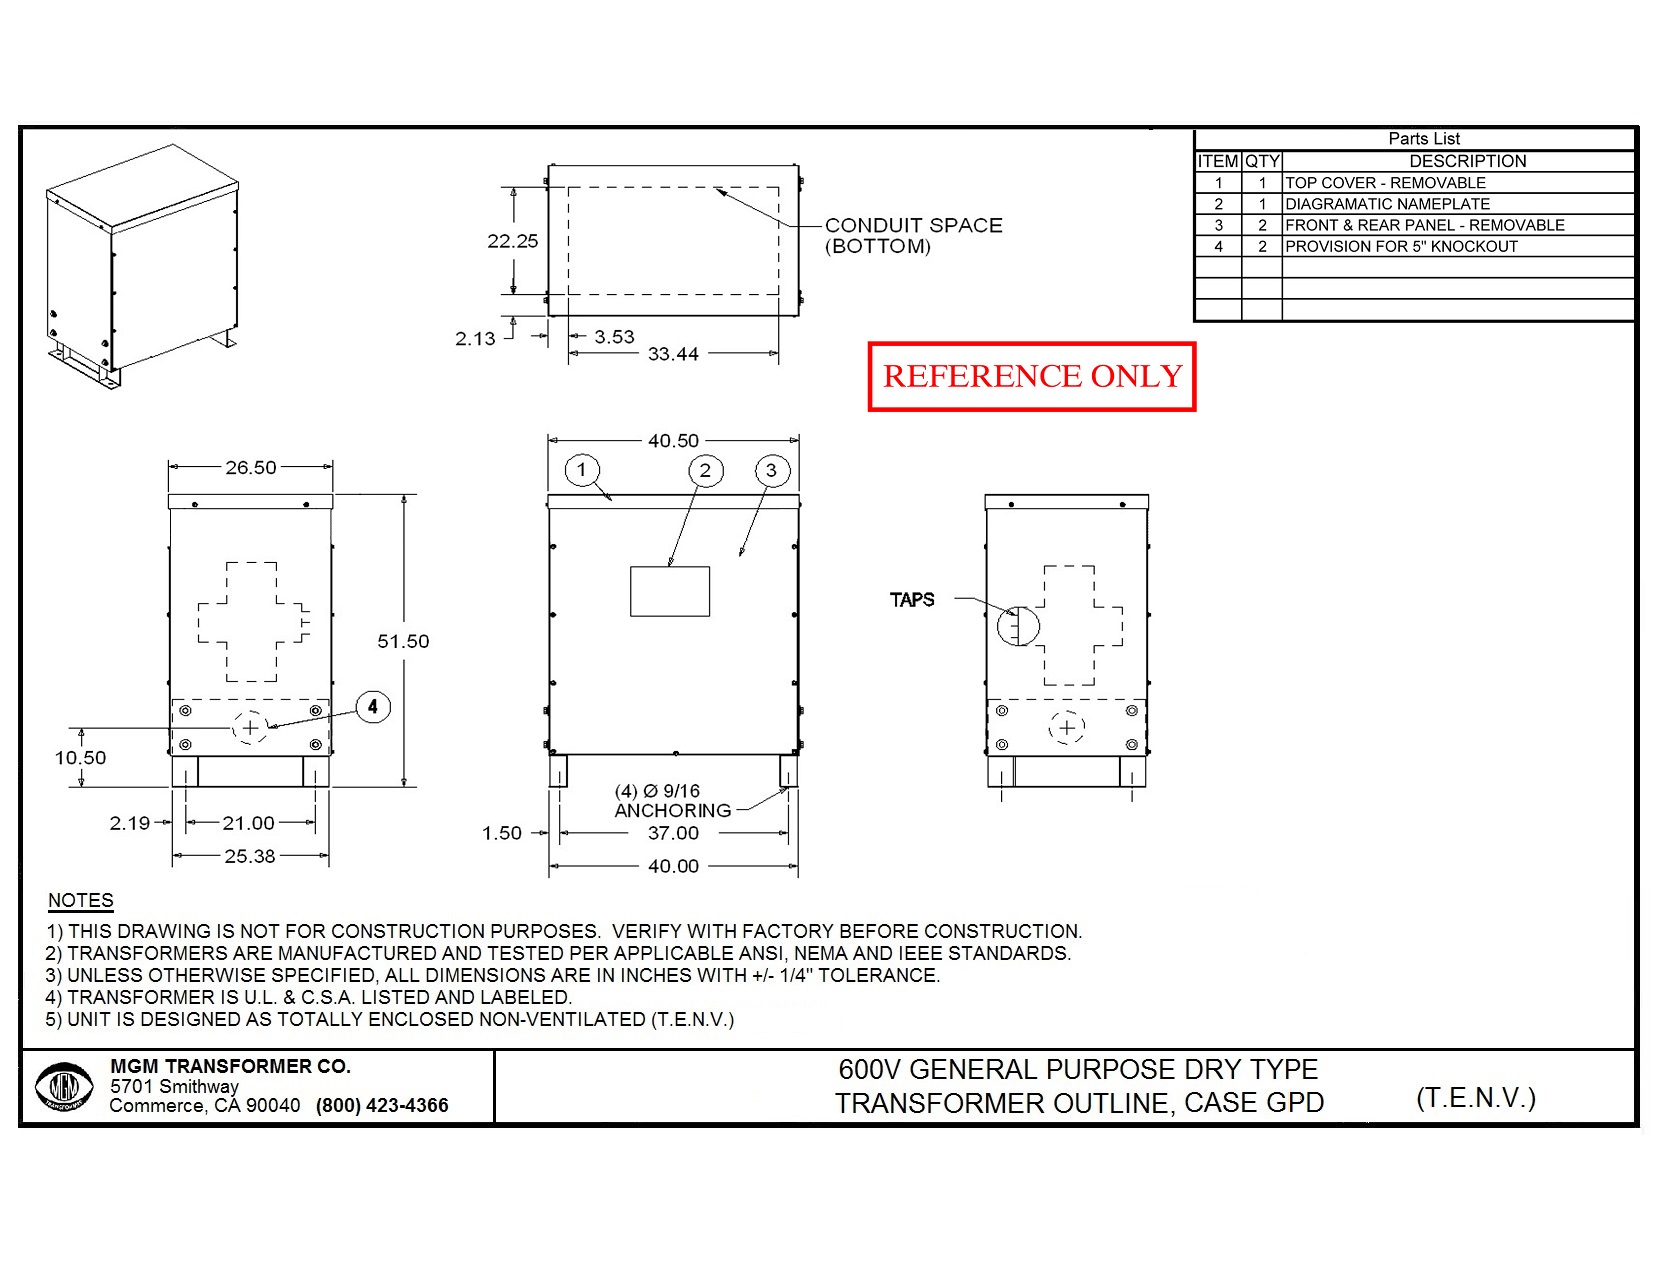 Parts List
ITEM QTY DESCRIPTION
1 1 TOP COVER - REMOVABLE
2 1 DIAGRAMATIC NAMEPLATE
3 2 FRONT & REAR PANEL - REMOVABLE
4 2 PROVISION FOR 5" KNOCKOUT
22.25
CONDUIT SPACE
(BOTTOM)
2.13
3.53
33.44
REFERENCE ONLY
26.50
51.50
4
10.50
2.19
21.00
25.38
40.50
1
2
3
(4) Ø 9/16
ANCHORING
1.50
37.00
40.00
TAPS
NOTES
1) THIS DRAWING IS NOT FOR CONSTRUCTION PURPOSES. VERIFY WITH FACTORY BEFORE CONSTRUCTION.
2) TRANSFORMERS ARE MANUFACTURED AND TESTED PER APPLICABLE ANSI, NEMA AND IEEE STANDARDS.
3) UNLESS OTHERWISE SPECIFIED, ALL DIMENSIONS ARE IN INCHES WITH +/- 1/4" TOLERANCE.
4) TRANSFORMER IS U.L. & C.S.A. LISTED AND LABELED.
5) UNIT IS DESIGNED AS TOTALLY ENCLOSED NON-VENTILATED (T.E.N.V.)
MGM
MGM TRANSFORMER CO.
5701 Smithway
Commerce, CA 90040 (800) 423-4366
600V GENERAL PURPOSE DRY TYPE
TRANSFORMER OUTLINE, CASE GPD
(T.E.N.V.)